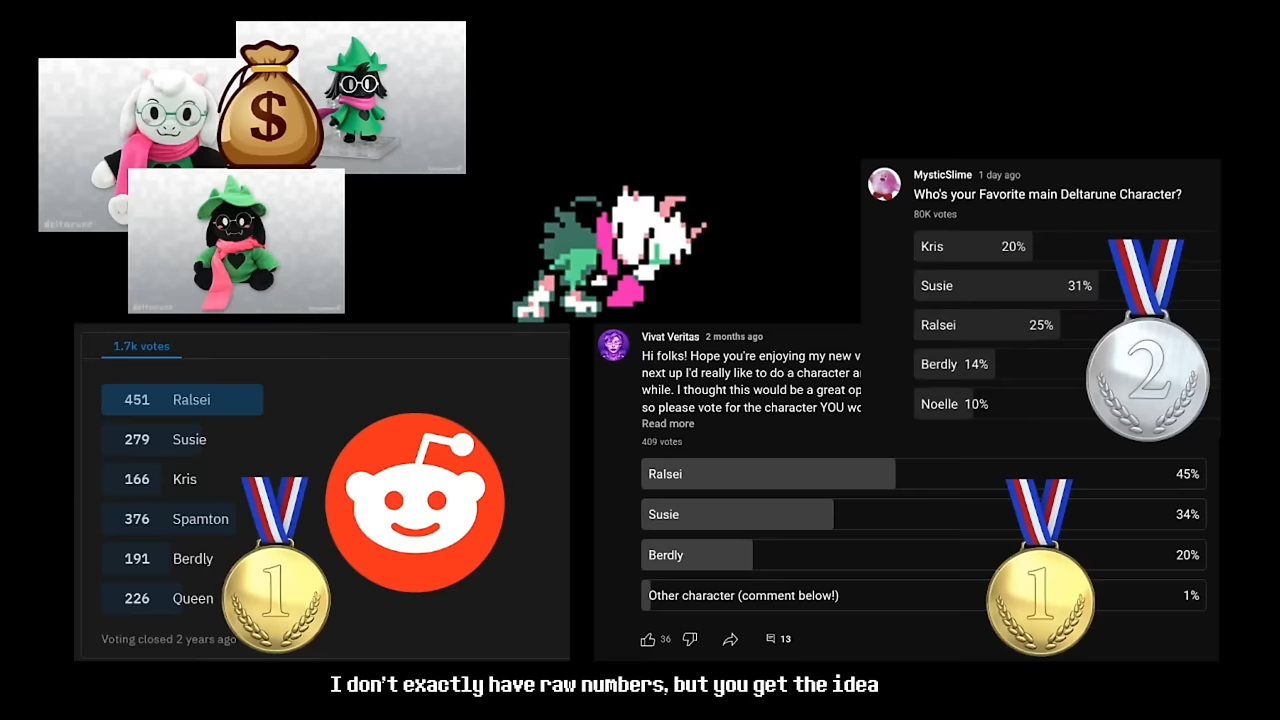 $
MysticSlime 1 day ago
Who's your Favorite main Deltarune Character?
80K votes
Kris 20%
Susie 31%
Ralsei 25%
Berdly 14%
Noelle 10%
2
1.7k votes
451 Ralsei
279 Susie
166 Kris
376 Spamton
191 Berdly
226 Queen
Voting closed 2 years ago
1
Vivat Veritas 2 months ago
Hi folks! Hope you're enjoying my new v
next up I'd really like to do a character a
while. I thought this would be a great op
so please vote for the character YOU wo
Read more
409 votes
Ralsei 45%
Susie 34%
Berdly 20%
Other character (comment below!) 1%
36 13
1
I don't exactly have raw numbers, but you get the idea